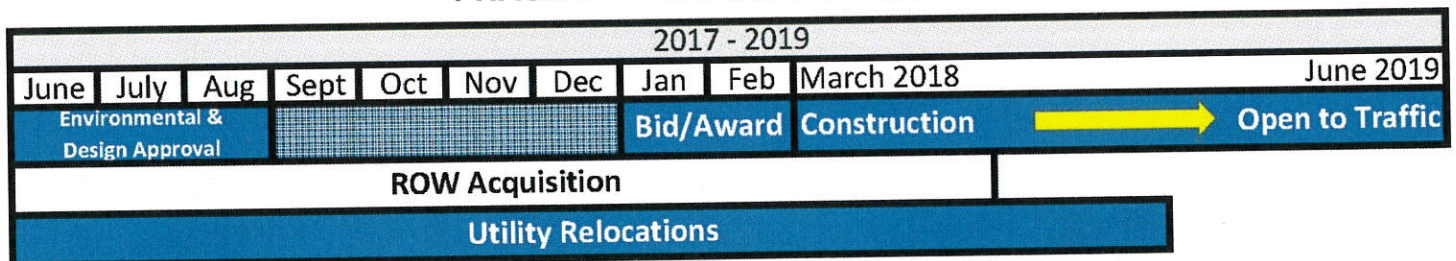 2017 - 2019
June July Aug Sept Oct Nov Dec Jan Feb March 2018 June 2019
Environmental &
Design Approval
Bid/Award Construction Open to Traffic
ROW Acquisition
Utility Relocations